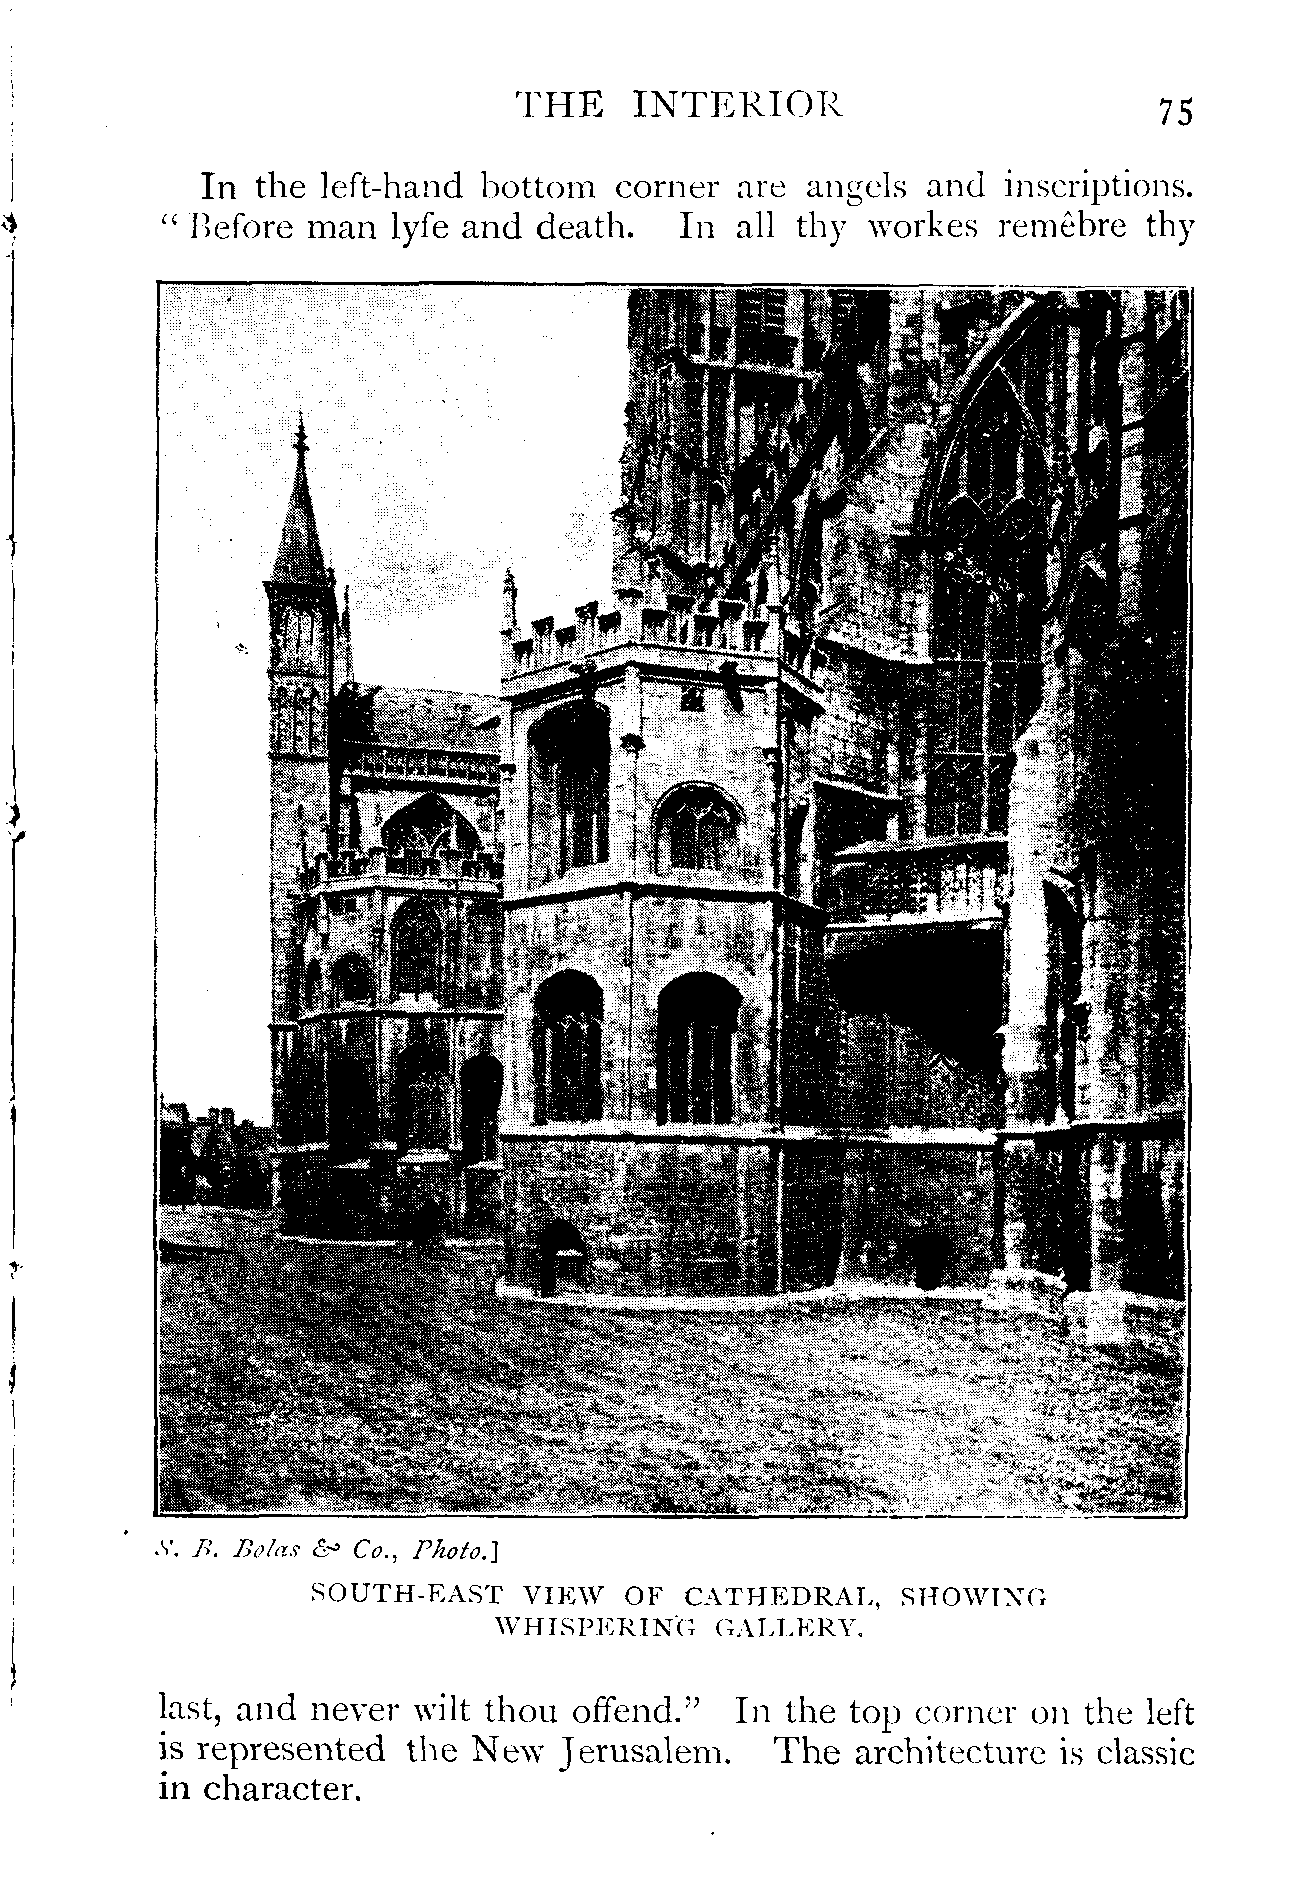 THE INTERIOR 75
In the left-hand bottom corner are angels and inscriptions.
“Before man lyfe and death. In all thy workes remêbre thy
S. B. Bolas & Co., Photo.]
SOUTH-EAST VIEW OF CATHEDRAL, SHOWING
WHISPERING GALLERY.
last, and never wilt thou offend.” In the top corner on the left
is represented the New Jerusalem. The architecture is classic
in character.